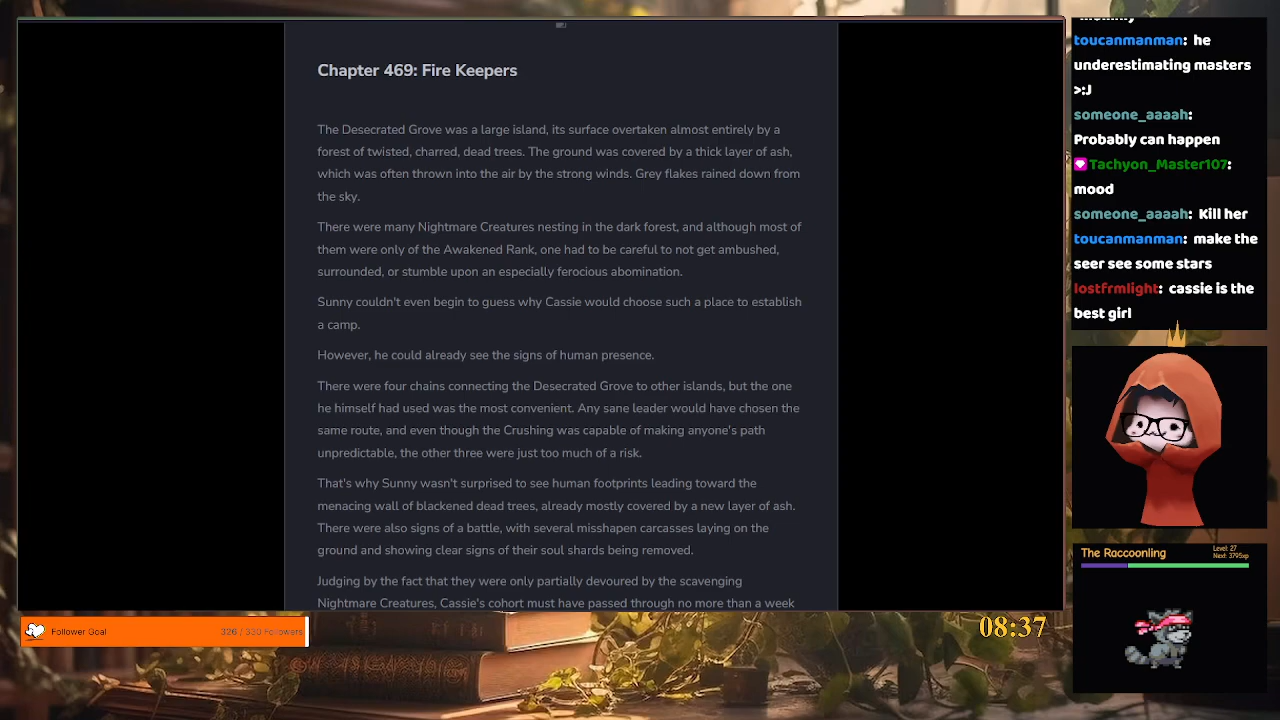 Chapter 469: Fire Keepers
The Desecrated Grove was a large island, its surface overtaken almost entirely by a
forest of twisted, charred, dead trees. The ground was covered by a thick layer of ash,
which was often thrown into the air by the strong winds. Grey flakes rained down from
the sky.
There were many Nightmare Creatures nesting in the dark forest, and although most of
them were only of the Awakened Rank, one had to be careful to not get ambushed,
surrounded, or stumble upon an especially ferocious abomination.
Sunny couldn't even begin to guess why Cassie would choose such a place to establish
a camp.
However, he could already see the signs of human presence.
There were four chains connecting the Desecrated Grove to other islands, but the one
he himself had used was the most convenient. Any sane leader would have chosen the
same route, and even though the Crushing was capable of making anyone's path
unpredictable, the other three were just too much of a risk.
That's why Sunny wasn't surprised to see human footprints leading toward the
menacing wall of blackened dead trees, already mostly covered by a new layer of ash.
There were also signs of a battle, with several misshapen carcasses laying on the
ground and showing clear signs of their soul shards being removed.
Judging by the fact that they were only partially devoured by the scavenging
Nightmare Creatures, Cassie's cohort must have passed through no more than a week
toucanmanman: he
underestimating masters
>:J
someone_aaaah:
Probably can happen
Tachyon_Master107:
mood
someone_aaaah: Kill her
toucanmanman: make the
seer see some stars
lostfrmlight: cassie is the
best girl
The Raccoonling
Level: 27
Next: 3795xp
Follower Goal
326 / 330 Followers
08:37